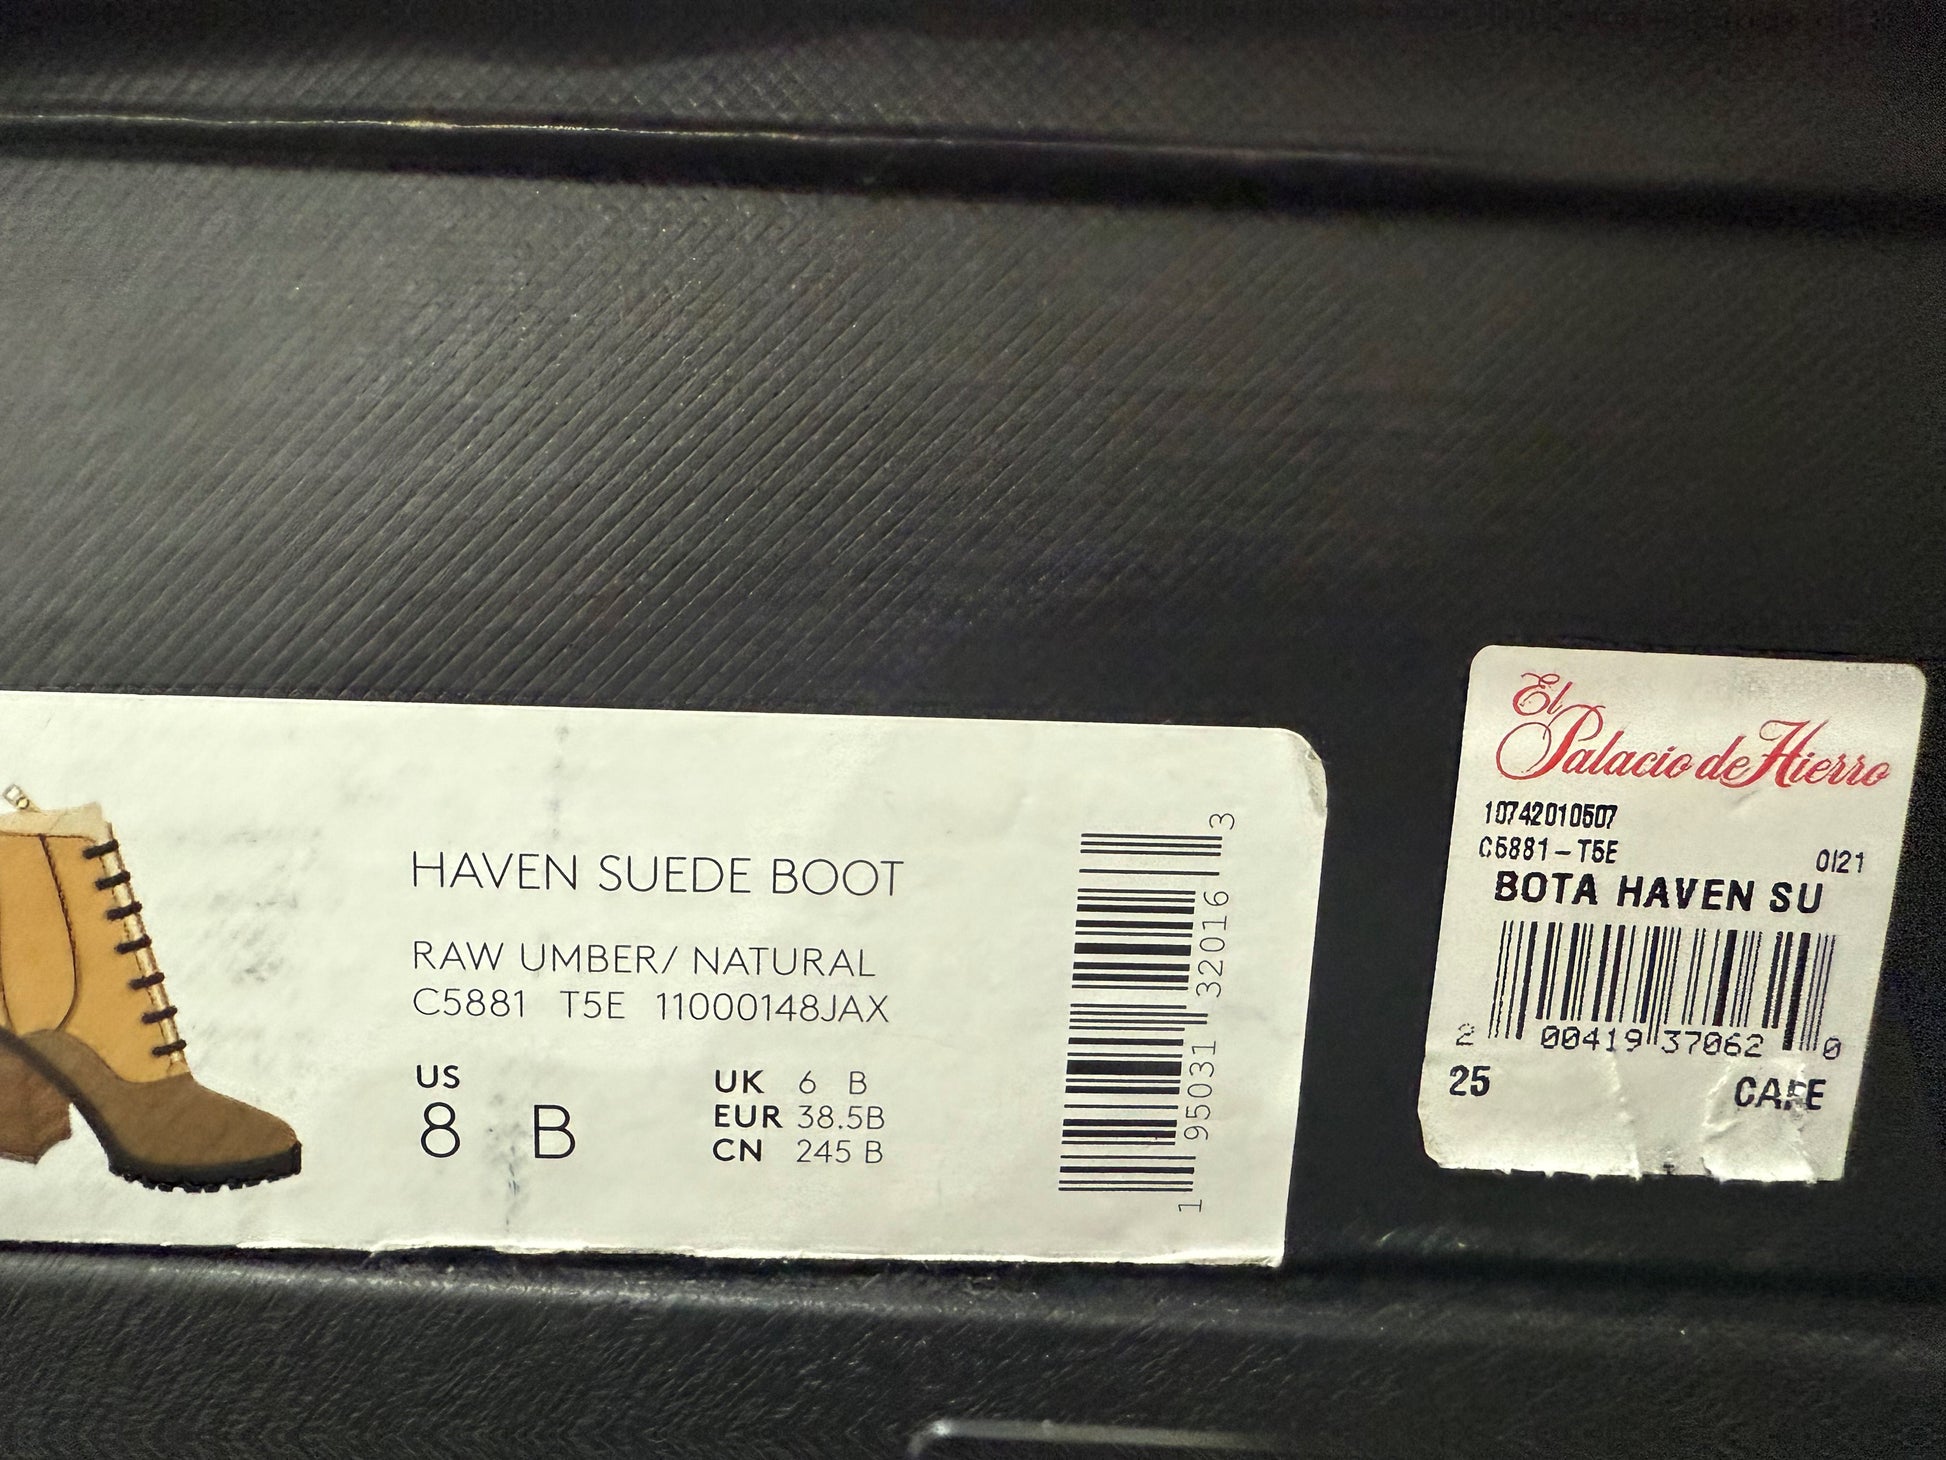 HAVEN SUEDE BOOT
RAW UMBER/ NATURAL
C5881 T5E 11000148JAX
US
8 B
UK 6 B
EUR 38.5B
CN 245 B
1 95031 32016 3
El
Palacio de Hierro
10742010507
C5881-T5E 0121
BOTA HAVEN SU
2 00419 37062 0
25 CAFE